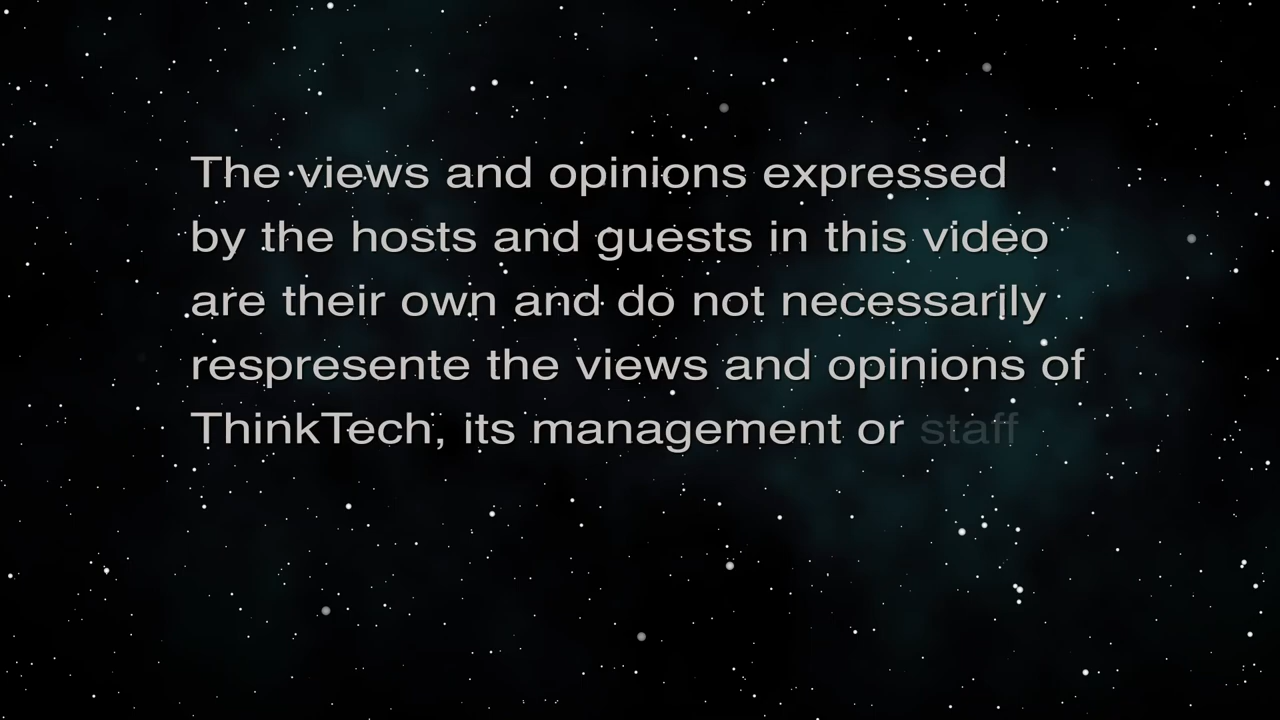 The views and opinions expressed
by the hosts and guests in this video
are their own and do not necessarily
respresente the views and opinions of
ThinkTech, its management or staff